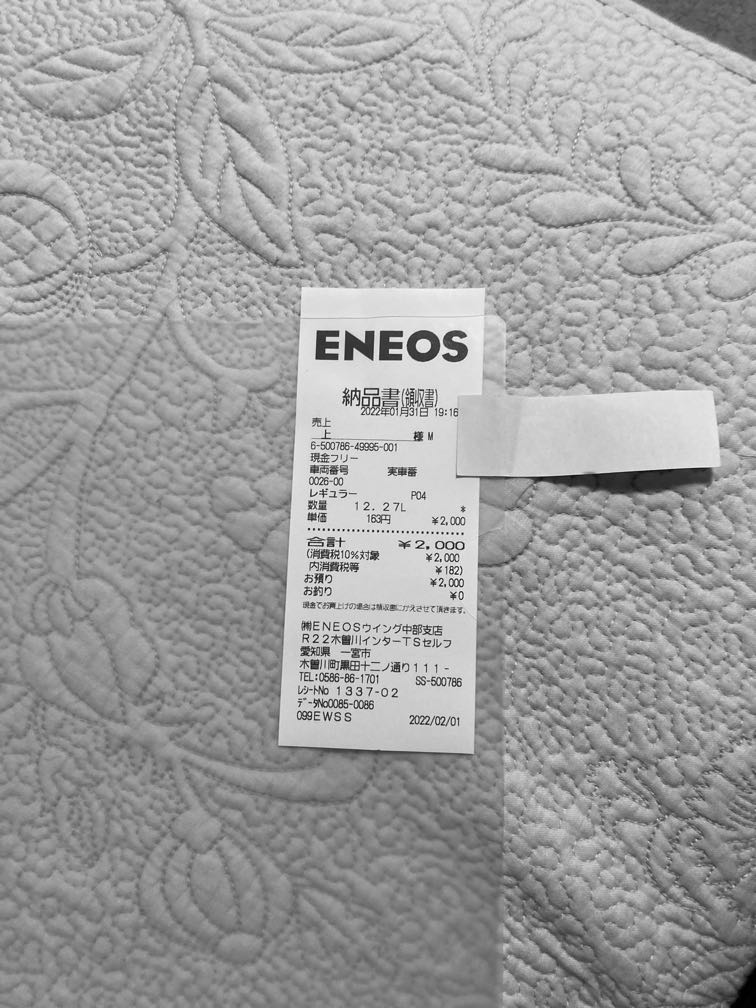 ENEOS
納品書(領収書)
2022年01月31日 19:16
売上
上 様 M
6-500786-49995-001
現金フリー
車両番号 実車番
0026-00
レギュラー P04
数量 12.27L *
単価 163円 ¥2,000
合計 ¥2,000
(消費税10%対象 ¥2,000
内消費税等 ¥182)
お預り ¥2,000
お釣り ¥0
現金でお買上げの場合は領収書にかえさせて頂きます。
㈱ENEOSウイング中部支店
R22木曽川インターTSセルフ
愛知県 一宮市
木曽川町黒田十二ノ通り111-
TEL:0586-86-1701 SS-500786
レシートNo 1337-02
データNo0085-0086
099EWSS 2022/02/01